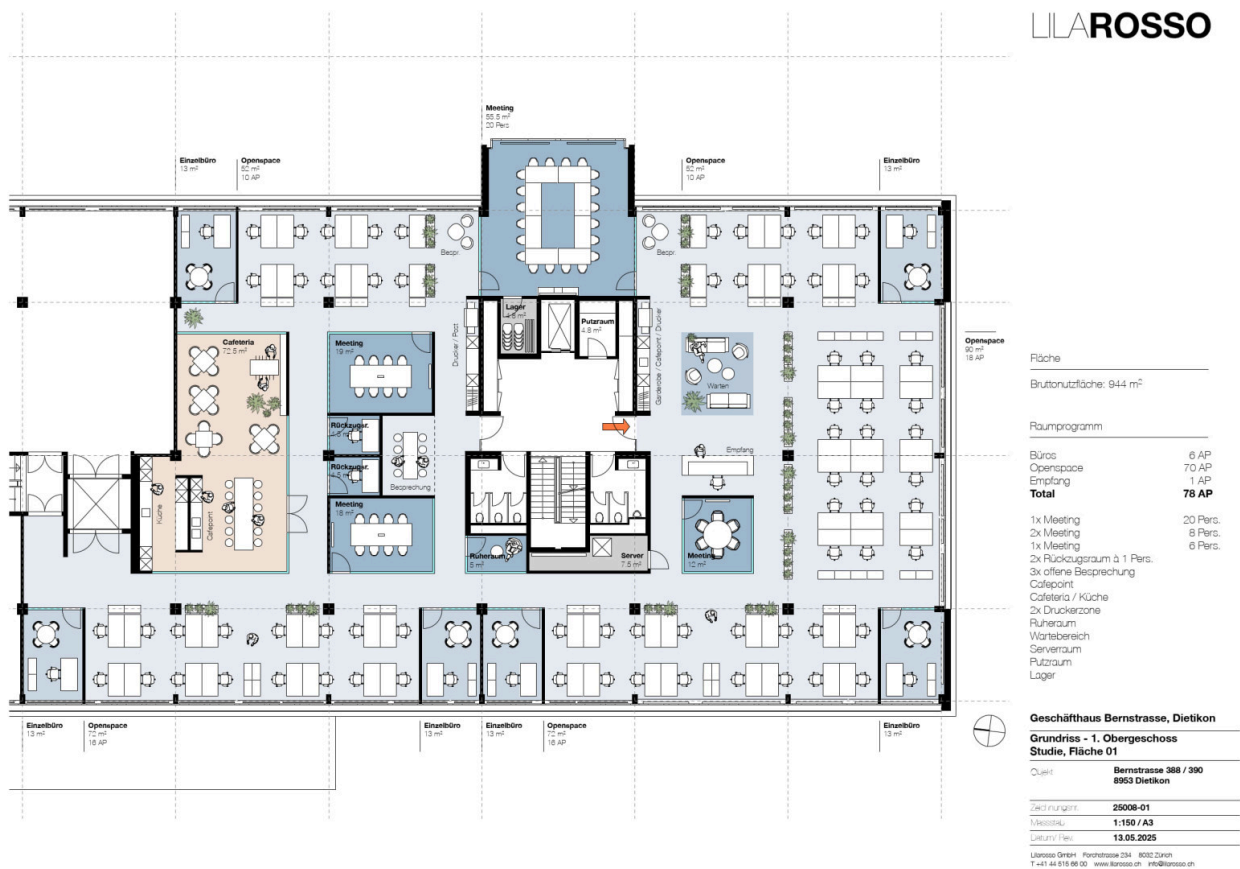 LILAROSSO
Meeting
55.5 m²
20 Pers
Einzelbüro
13 m²
Openspace
52 m²
10 AP
Openspace
52 m²
10 AP
Einzelbüro
13 m²
Bespr.
Bespr.
Lager
4.8 m²
Putzraum
4.8 m²
Cafeteria
72.5 m²
Meeting
19 m²
Drucker / Post
Garderobe / Cafepoint / Drucker
Warten
Openspace
90 m²
18 AP
Rückzugsr.
Rückzugsr.
4.5 m²
Besprechung
Empfang
Küche
Cafepoint
Meeting
18 m²
Ruheraum
5 m²
Server
7.5 m²
Meeting
12 m²
Einzelbüro
13 m²
Openspace
72 m²
16 AP
Einzelbüro
13 m²
Einzelbüro
13 m²
Openspace
72 m²
16 AP
Einzelbüro
13 m²
Fläche
Bruttonutzfläche: 944 m²
Raumprogramm
Büros 6 AP
Openspace 70 AP
Empfang 1 AP
Total 78 AP
1x Meeting 20 Pers.
2x Meeting 8 Pers.
1x Meeting 6 Pers.
2x Rückzugsraum à 1 Pers.
3x offene Besprechung
Cafepoint
Cafeteria / Küche
2x Druckerzone
Ruheraum
Wartebereich
Serverraum
Putzraum
Lager
Geschäfthaus Bernstrasse, Dietikon
Grundriss - 1. Obergeschoss
Studie, Fläche 01
Objekt Bernstrasse 388 / 390
8953 Dietikon
Zeichnungsnr. 25008-01
Massstab 1:150 / A3
Datum / Rev. 13.05.2025
Lilarosso GmbH Forchstrasse 234 8032 Zürich
T +41 44 515 66 00 www.lilarosso.ch info@lilarosso.ch